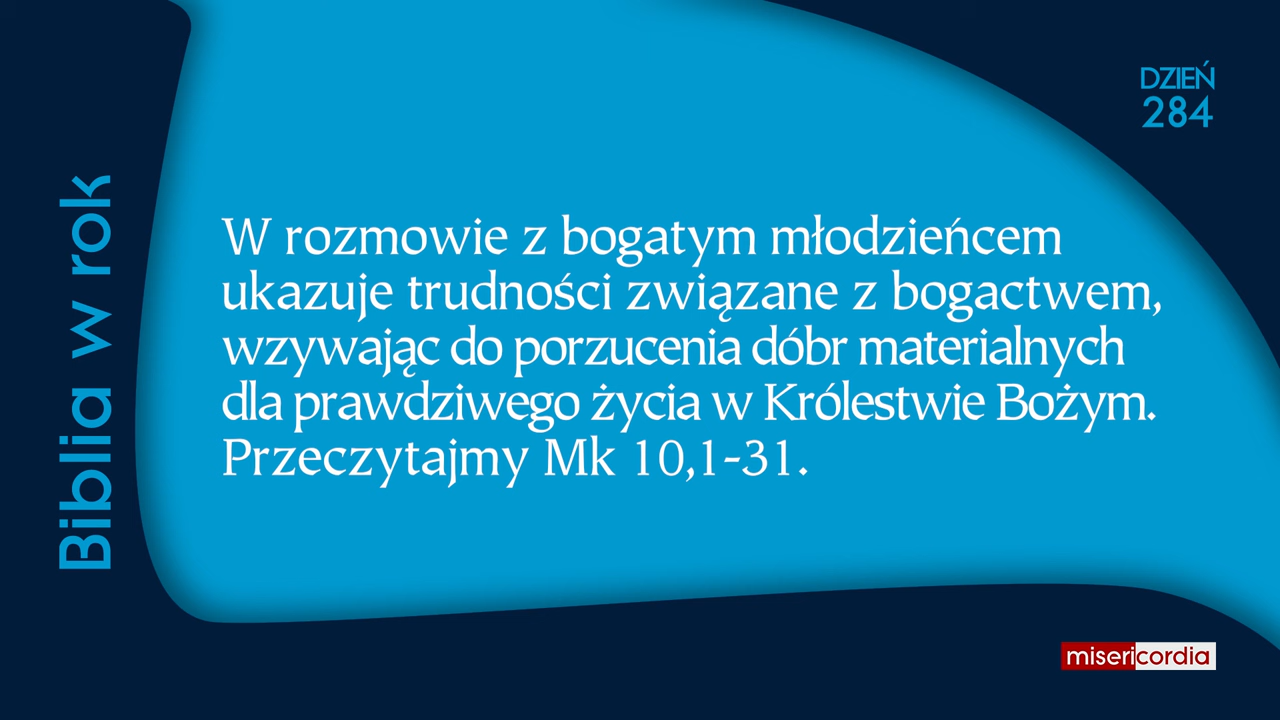 Biblia w rok
DZIEŃ
284
W rozmowie z bogatym młodzieńcem
ukazuje trudności związane z bogactwem,
wzywając do porzucenia dóbr materialnych
dla prawdziwego życia w Królestwie Bożym.
Przeczytajmy Mk 10,1-31.
misericordia